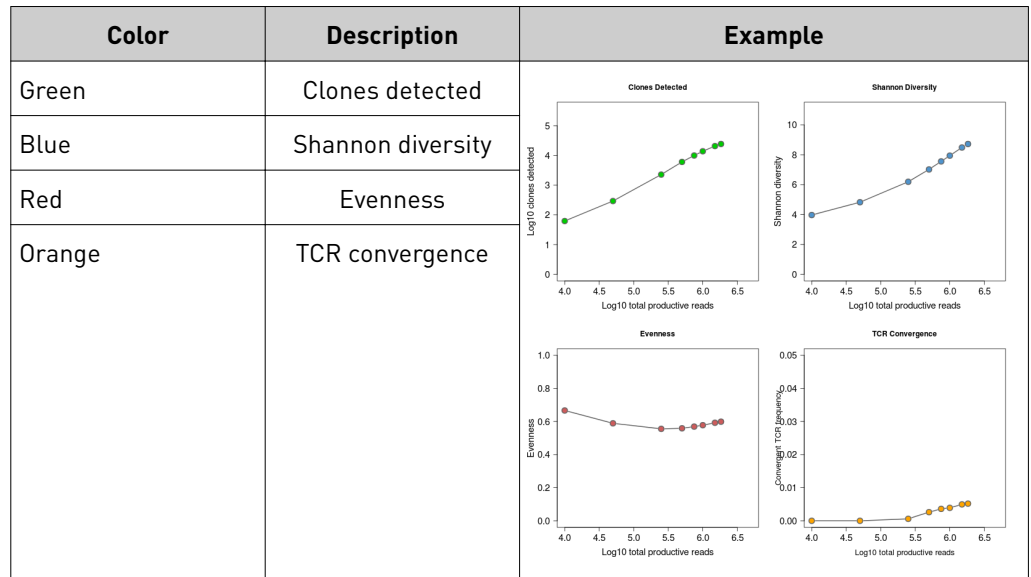 Color Description Example
Green Clones detected
Blue Shannon diversity
Red Evenness
Orange TCR convergence
Clones Detected
Log10 clones detected
5
4
3
2
1
0
4.0 4.5 5.0 5.5 6.0 6.5
Log10 total productive reads
Shannon Diversity
Shannon diversity
10
8
6
4
2
0
4.0 4.5 5.0 5.5 6.0 6.5
Log10 total productive reads
Evenness
Evenness
1.0
0.8
0.6
0.4
0.2
0.0
4.0 4.5 5.0 5.5 6.0 6.5
Log10 total productive reads
TCR Convergence
Convergent TCR frequency
0.05
0.04
0.03
0.02
0.01
0.00
4.0 4.5 5.0 5.5 6.0 6.5
Log10 total productive reads